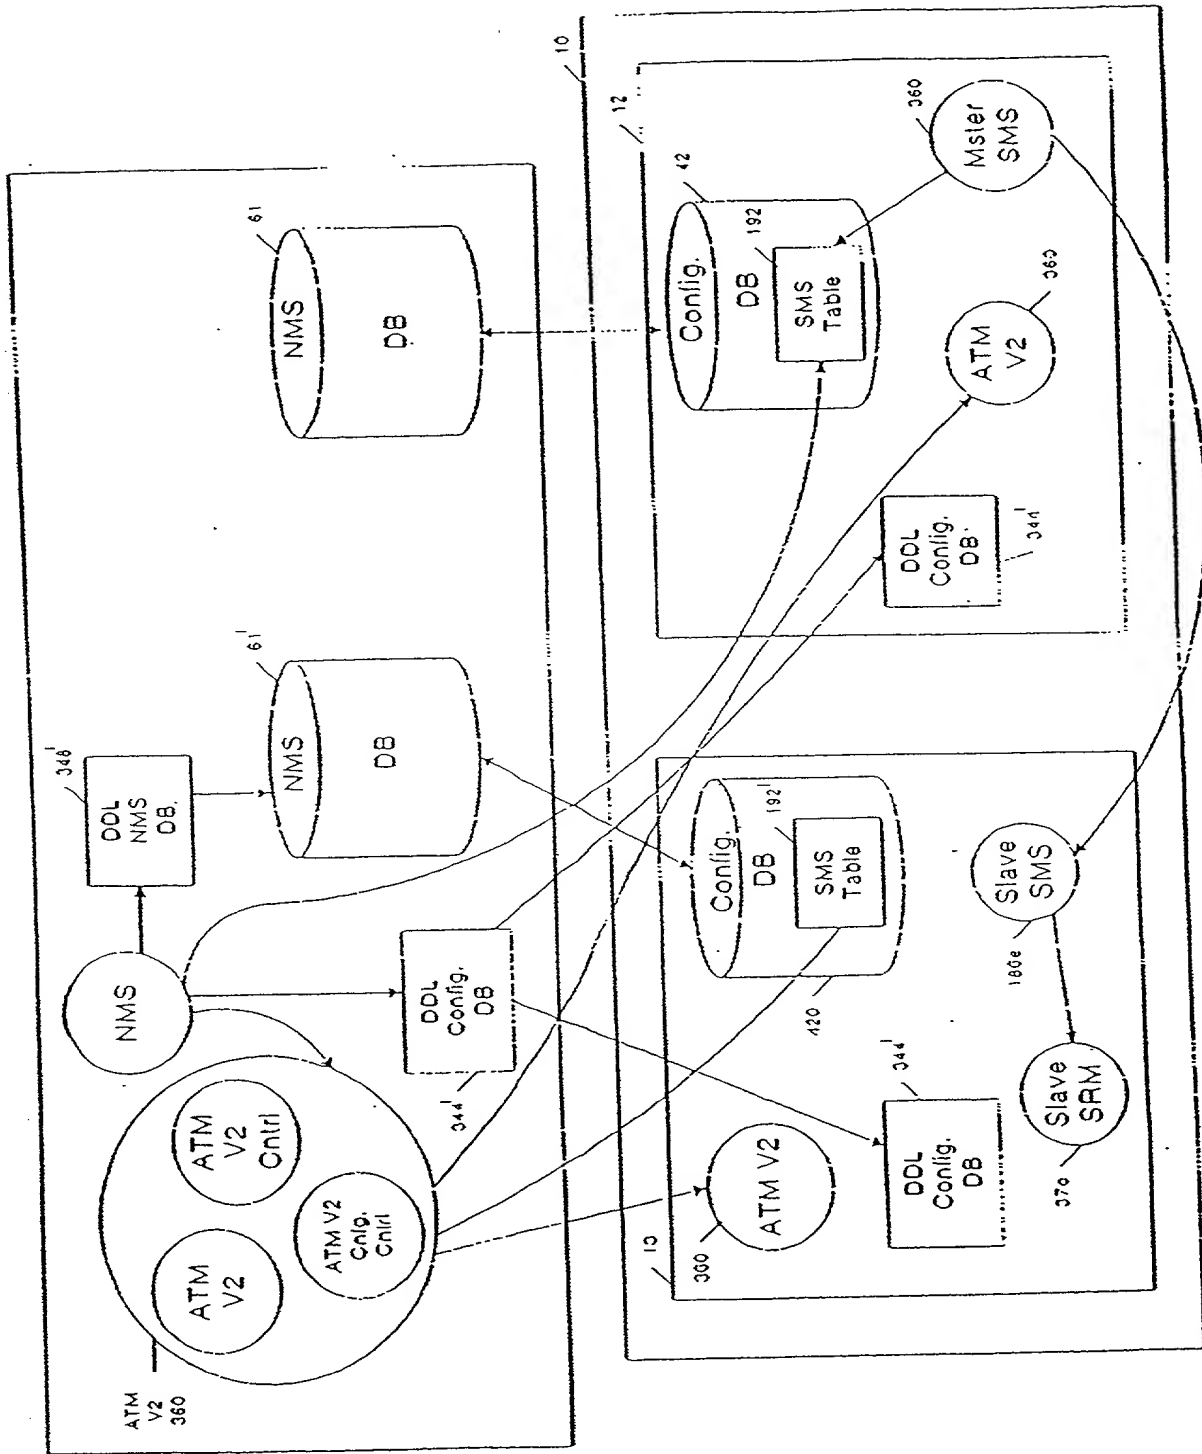 ATM
V2
360
ATM
V2
ATM
V2
Cntrl
ATM V2
Cnfg.
Cntrl
NMS
DDL
NMS
DB.
348'
DDL
Config.
DB
344'
NMS
DB
61'
NMS
DB
61
10
13
ATM V2
360
Config.
DB
192'
SMS
Table
420
DDL
Config.
DB
344'
Slave
SMS
180e
Slave
SRM
37o
12
Config.
DB
42
192
SMS
Table
DDL
Config.
DB.
344'
ATM
V2
360
Mster
SMS
360